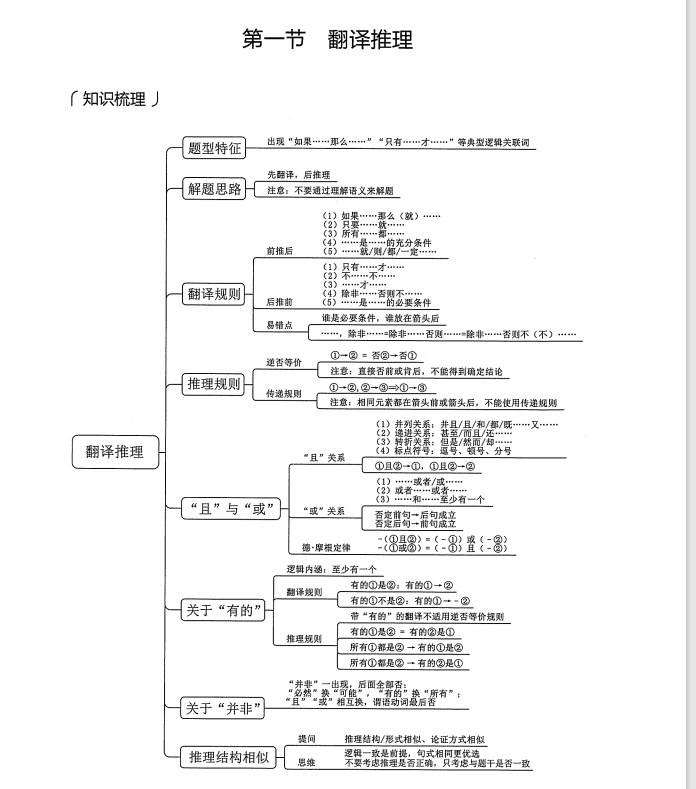 第一节 翻译推理
知识梳理
翻译推理
题型特征
出现“如果……那么……”“只有……才……”等典型逻辑关联词
解题思路
先翻译，后推理
注意：不要通过理解语义来解题
翻译规则
前推后
（1）如果……那么（就）……
（2）只要……就……
（3）所有……都……
（4）……是……的充分条件
（5）……就/则/都/一定……
后推前
（1）只有……才……
（2）不……不……
（3）……才……
（4）除非……否则不……
（5）……是……的必要条件
易错点
谁是必要条件，谁放在箭头后
……，除非……=除非……否则……=除非……否则不（不）……
推理规则
逆否等价
①→② = 否②→否①
注意：直接否前或肯后，不能得到确定结论
传递规则
①→②,②→③⇒①→③
注意：相同元素都在箭头前或箭头后，不能使用传递规则
“且”与“或”
“且”关系
（1）并列关系：并且/且/和/都/既……又……
（2）递进关系：甚至/而且/还……
（3）转折关系：但是/然而/却……
（4）标点符号：逗号、顿号、分号
①且②→①，①且②→②
“或”关系
（1）……或者/或……
（2）或者……或者……
（3）……和……至少有一个
否定前句→后句成立
否定后句→前句成立
德·摩根定律
-（①且②）=（-①）或（-②）
-（①或②）=（-①）且（-②）
关于“有的”
逻辑内涵：至少有一个
翻译规则
有的①是②：有的①→②
有的①不是②：有的①→-②
推理规则
带“有的”的翻译不适用逆否等价规则
有的①是② = 有的②是①
所有①都是② → 有的①是②
所有①都是② → 有的②是①
关于“并非”
“并非”一出现，后面全部否：
“必然”换“可能”，“有的”换“所有”；
“且”“或”相互换，谓语动词最后否
推理结构相似
提问
推理结构/形式相似、论证方式相似
思维
逻辑一致是前提，句式相同更优选
不要考虑推理是否正确，只考虑与题干是否一致